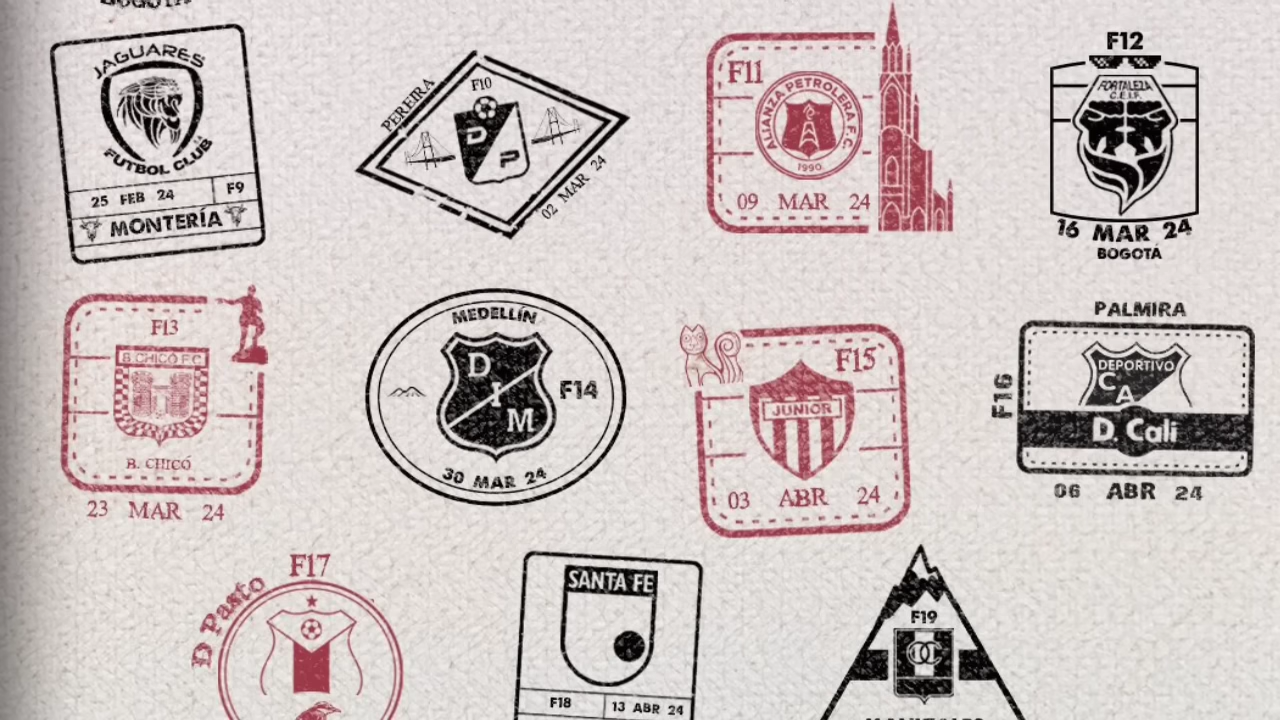 BOGOTÁ
JAGUARES
FUTBOL CLUB
25 FEB 24
F9
MONTERÍA
PEREIRA
F10
D
P
02 MAR 24
F11
ALIANZA PETROLERA F.C.
1990
09 MAR 24
F12
FORTALEZA
C.E.I.F.
16 MAR 24
BOGOTÁ
F13
B.CHICÓ F.C
B. CHICÓ
23 MAR 24
MEDELLÍN
D
I
M
F14
30 MAR 24
F15
JUNIOR
03 ABR 24
PALMIRA
F16
DEPORTIVO
C
A
D. Cali
06 ABR 24
F17
D Pasto
SANTA FE
F18
13 ABR 24
F19
OC